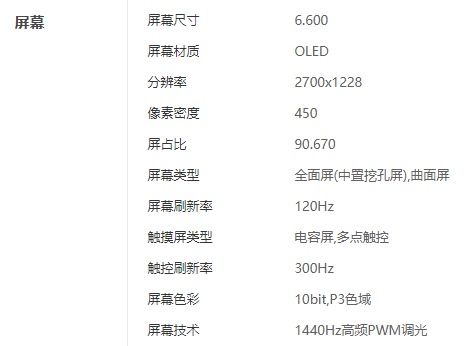 屏幕
屏幕尺寸 6.600
屏幕材质 OLED
分辨率 2700x1228
像素密度 450
屏占比 90.670
屏幕类型 全面屏(中置挖孔屏),曲面屏
屏幕刷新率 120Hz
触摸屏类型 电容屏,多点触控
触控刷新率 300Hz
屏幕色彩 10bit,P3色域
屏幕技术 1440Hz高频PWM调光